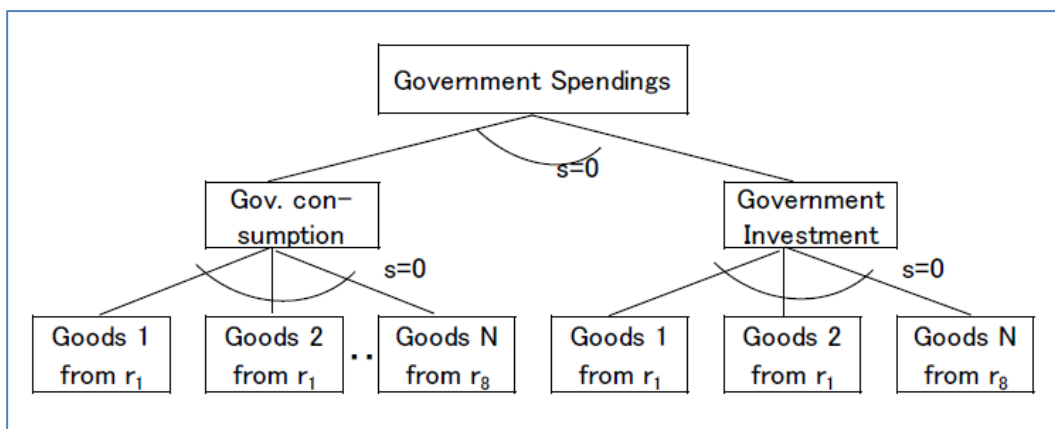 Government Spendings
s=0
Gov. con-
sumption
Government
Investment
s=0
s=0
Goods 1
from r₁
Goods 2
from r₁
..
Goods N
from r₈
Goods 1
from r₁
Goods 2
from r₁
Goods N
from r₈